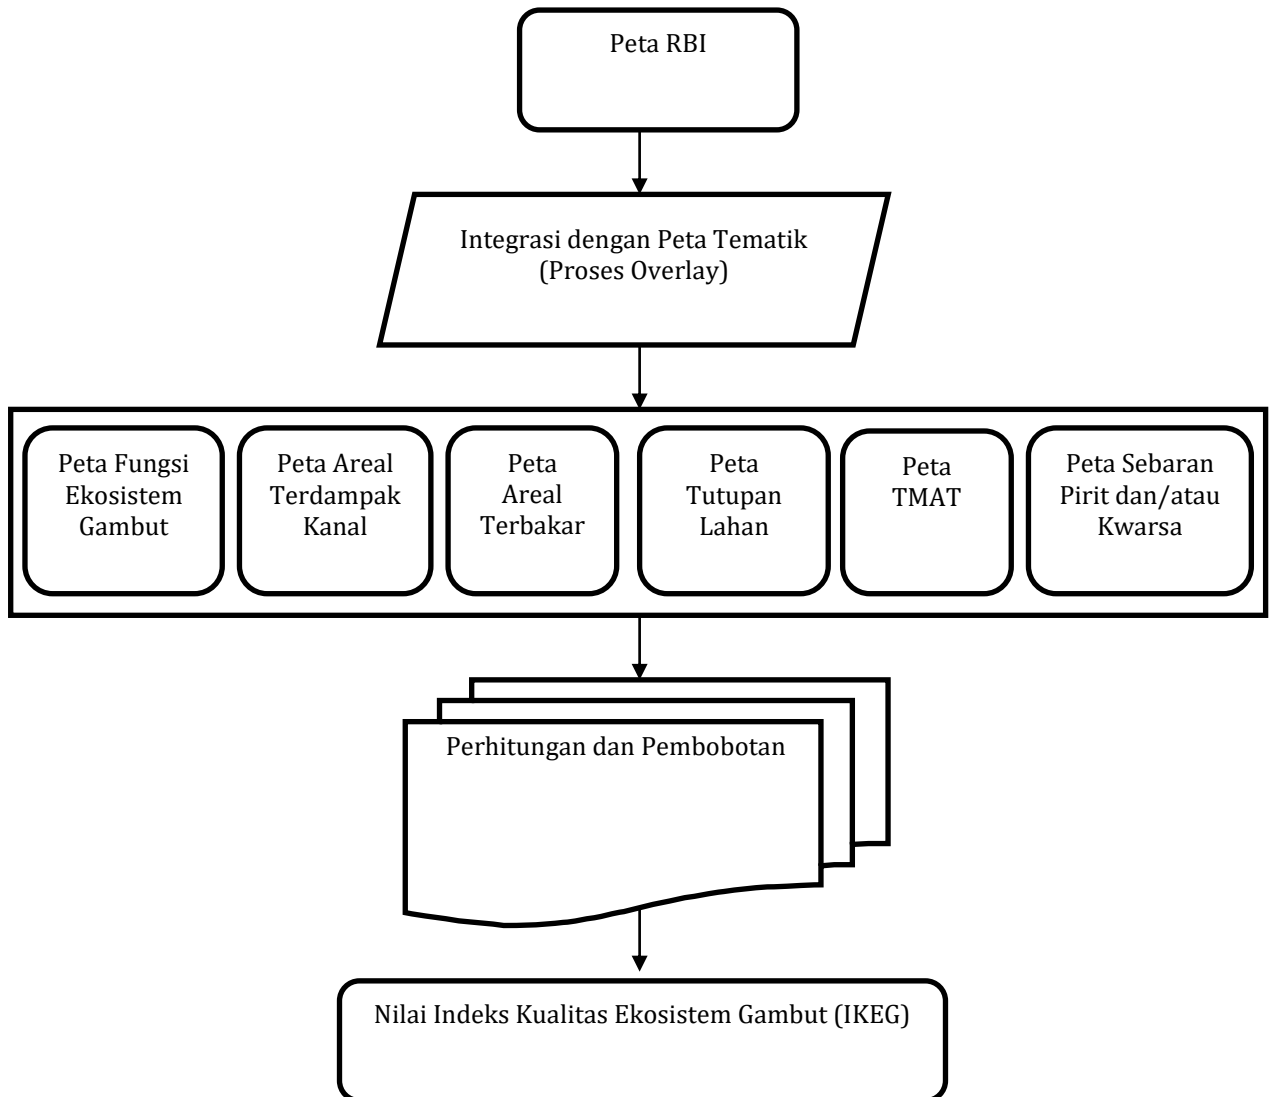 Peta RBI
Integrasi dengan Peta Tematik
(Proses Overlay)
Peta Fungsi
Ekosistem
Gambut
Peta Areal
Terdampak
Kanal
Peta
Areal
Terbakar
Peta
Tutupan
Lahan
Peta
TMAT
Peta Sebaran
Pirit dan/atau
Kwarsa
Perhitungan dan Pembobotan
Nilai Indeks Kualitas Ekosistem Gambut (IKEG)